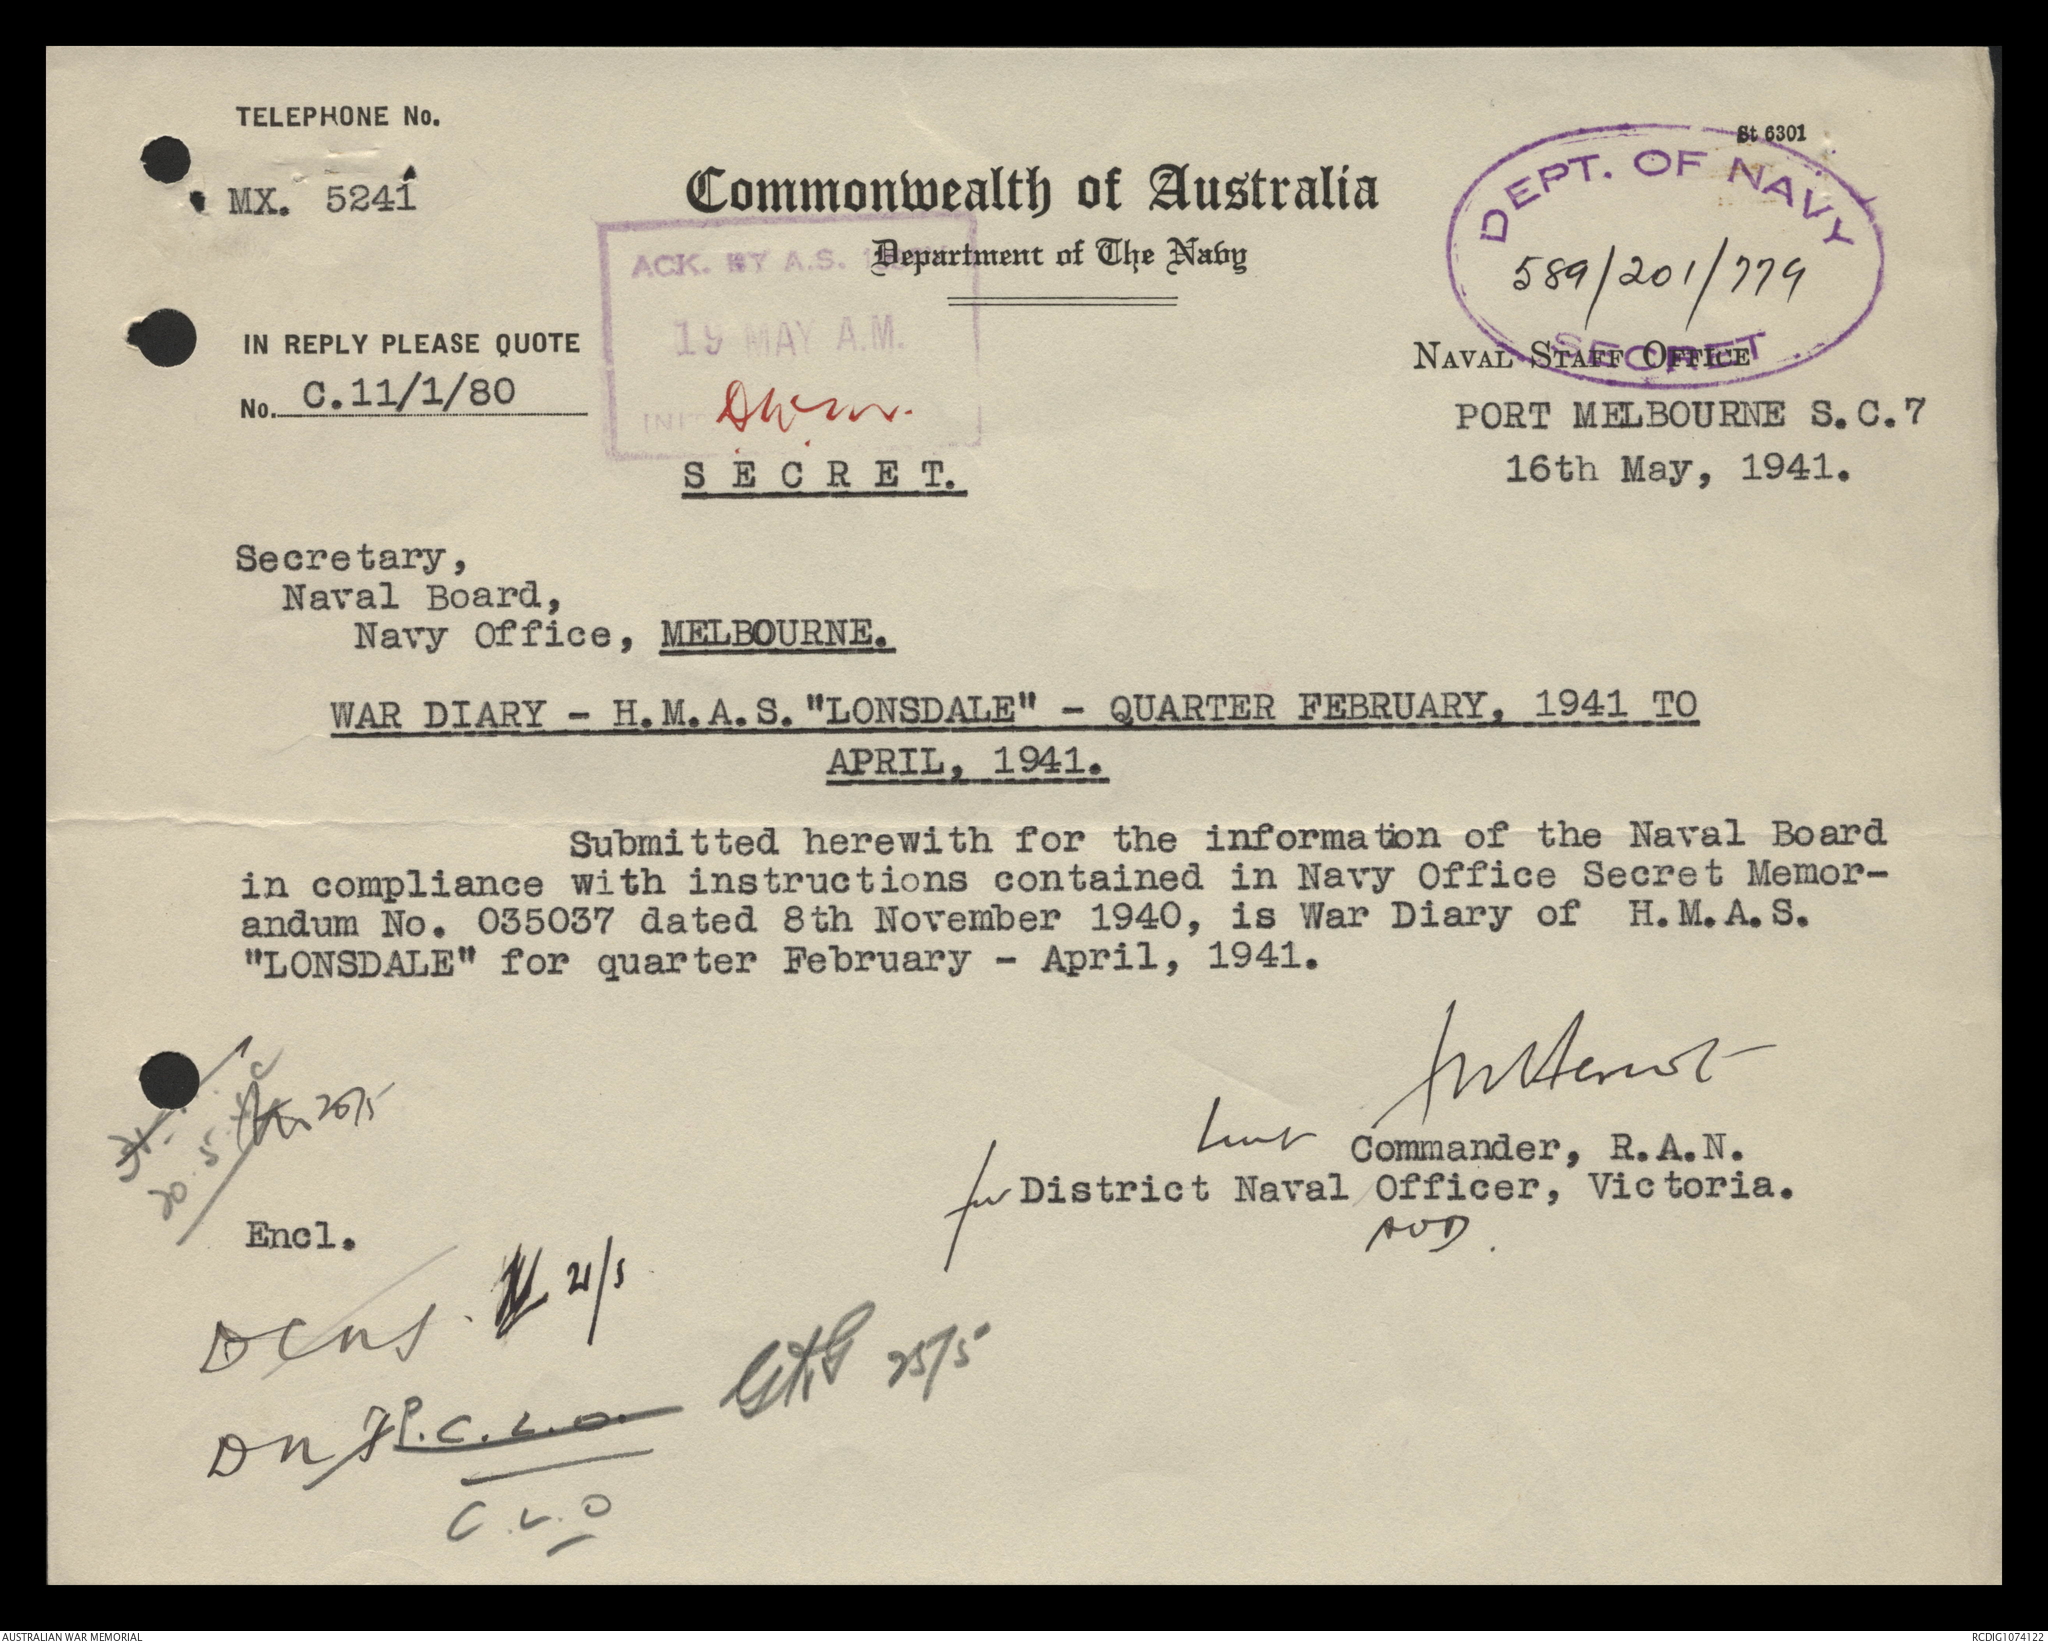 TELEPHONE No.
MX. 5241
St 6301
Commonwealth of Australia
Department of The Navy
DEPT. OF NAVY
589/201/779
SECRET
ACK. BY A.S.
19 MAY A.M.
IN REPLY PLEASE QUOTE
No. C.11/1/80
NAVAL STAFF OFFICE
PORT MELBOURNE S.C.7
16th May, 1941.
S E C R E T.
Secretary,
Naval Board,
Navy Office, MELBOURNE.
WAR DIARY - H.M.A.S. "LONSDALE" - QUARTER FEBRUARY, 1941 TO
APRIL, 1941.
Submitted herewith for the information of the Naval Board
in compliance with instructions contained in Navy Office Secret Memor-
andum No. 035037 dated 8th November 1940, is War Diary of H.M.A.S.
"LONSDALE" for quarter February - April, 1941.
20/5
Lieut Commander, R.A.N.
for District Naval Officer, Victoria.
Encl.
DCNS. 21/5
25/5
P.C.L.O.
C.L.O
AUSTRALIAN WAR MEMORIAL
RCDIG1074122